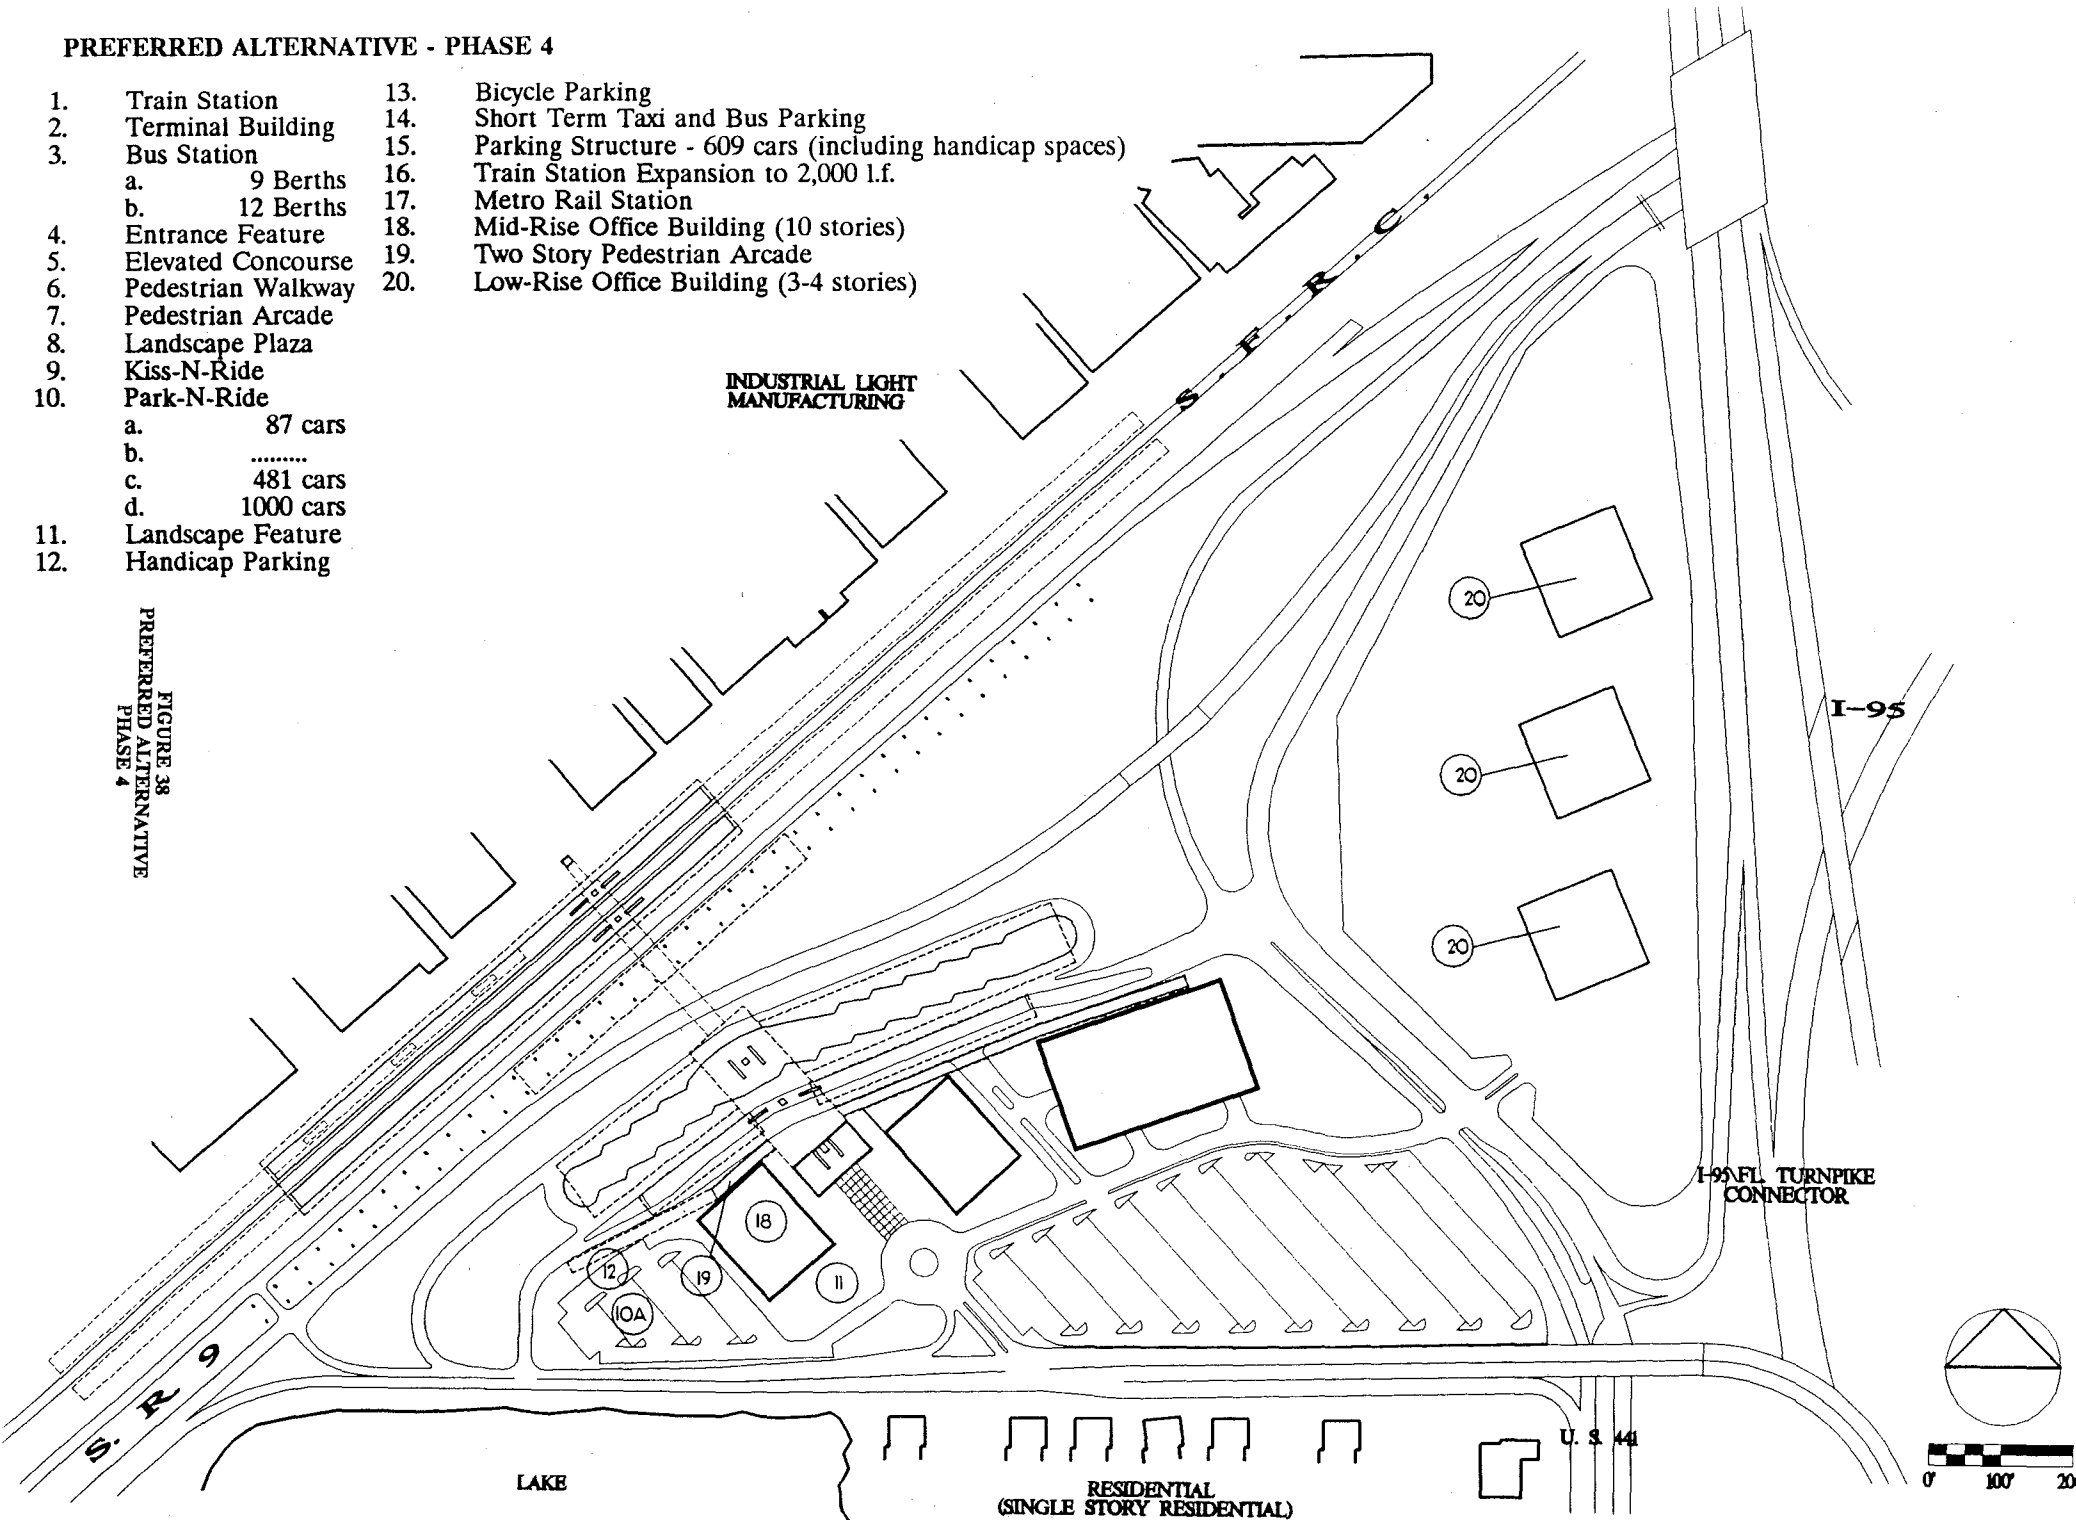 PREFERRED ALTERNATIVE - PHASE 4
1. Train Station
2. Terminal Building
3. Bus Station
a. 9 Berths
b. 12 Berths
4. Entrance Feature
5. Elevated Concourse
6. Pedestrian Walkway
7. Pedestrian Arcade
8. Landscape Plaza
9. Kiss-N-Ride
10. Park-N-Ride
a. 87 cars
b. .........
c. 481 cars
d. 1000 cars
11. Landscape Feature
12. Handicap Parking
13. Bicycle Parking
14. Short Term Taxi and Bus Parking
15. Parking Structure - 609 cars (including handicap spaces)
16. Train Station Expansion to 2,000 l.f.
17. Metro Rail Station
18. Mid-Rise Office Building (10 stories)
19. Two Story Pedestrian Arcade
20. Low-Rise Office Building (3-4 stories)
FIGURE 38
PREFERRED ALTERNATIVE
PHASE 4
INDUSTRIAL LIGHT
MANUFACTURING
S. F. R. C.
20
20
20
I-95
I-95\FL. TURNPIKE
CONNECTOR
18
12
19
11
10A
S. R 9
LAKE
RESIDENTIAL
(SINGLE STORY RESIDENTIAL)
U. S. 441
0' 100' 20